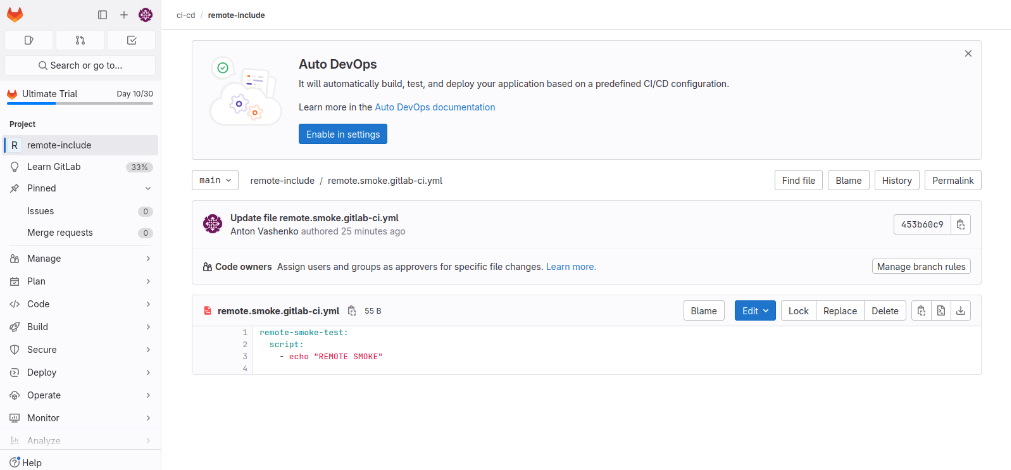 ci-cd / remote-include
Search or go to...
Ultimate Trial Day 10/30
Project
R remote-include
Learn GitLab 33%
Pinned
Issues 0
Merge requests 0
Manage
Plan
Code
Build
Secure
Deploy
Operate
Monitor
Analyze
Help
Auto DevOps
It will automatically build, test, and deploy your application based on a predefined CI/CD configuration.
Learn more in the Auto DevOps documentation
Enable in settings
main remote-include / remote.smoke.gitlab-ci.yml Find file Blame History Permalink
Update file remote.smoke.gitlab-ci.yml
Anton Vashenko authored 25 minutes ago
453b60c9
Code owners Assign users and groups as approvers for specific file changes. Learn more. Manage branch rules
remote.smoke.gitlab-ci.yml 55 B Blame Edit Lock Replace Delete
1 remote-smoke-test:
2 script:
3 - echo "REMOTE SMOKE"
4